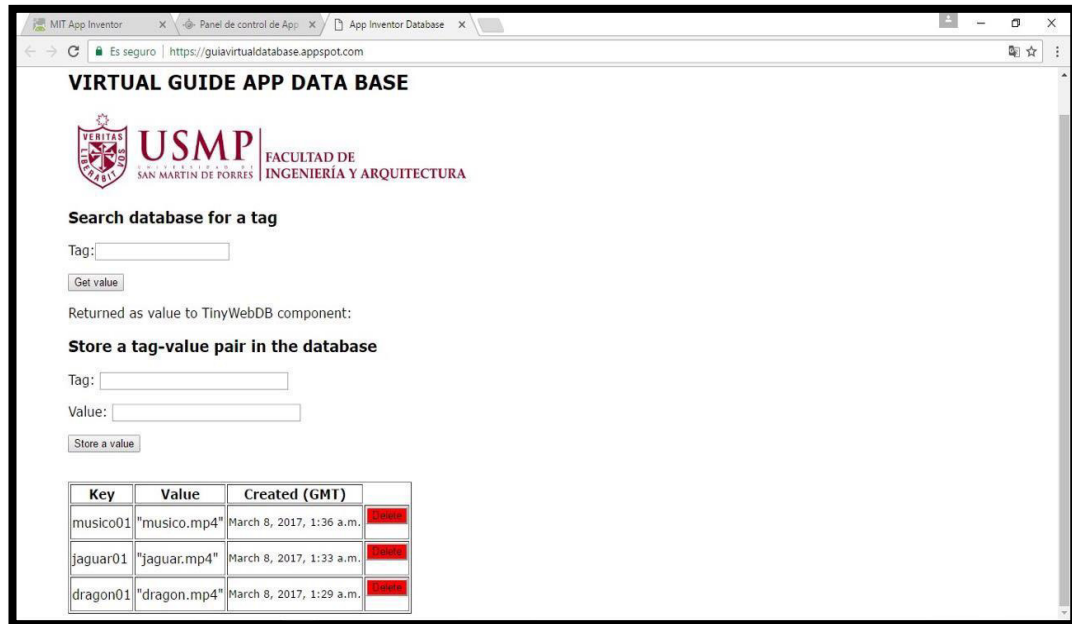 MIT App Inventor
Panel de control de App
App Inventor Database
Es seguro | https://guiavirtualdatabase.appspot.com
VIRTUAL GUIDE APP DATA BASE
VERITAS
LIBERABIT
VOS
USMP
UNIVERSIDAD DE
SAN MARTIN DE PORRES
FACULTAD DE
INGENIERÍA Y ARQUITECTURA
Search database for a tag
Tag:
Get value
Returned as value to TinyWebDB component:
Store a tag-value pair in the database
Tag:
Value:
Store a value
Key Value Created (GMT)
musico01 "musico.mp4" March 8, 2017, 1:36 a.m. Delete
jaguar01 "jaguar.mp4" March 8, 2017, 1:33 a.m. Delete
dragon01 "dragon.mp4" March 8, 2017, 1:29 a.m. Delete